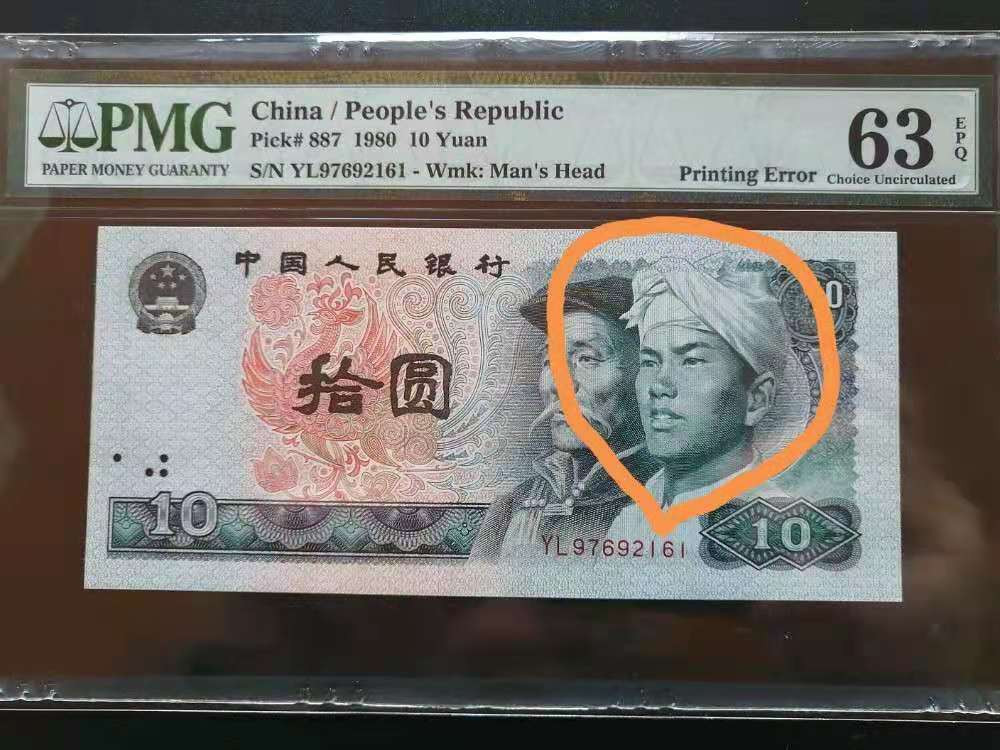 PMG
PAPER MONEY GUARANTY
China / People's Republic
Pick# 887 1980 10 Yuan
S/N YL97692161 - Wmk: Man's Head
Printing Error
63 EPQ
Choice Uncirculated
中国人民银行
拾圆
10
YL97692161
10